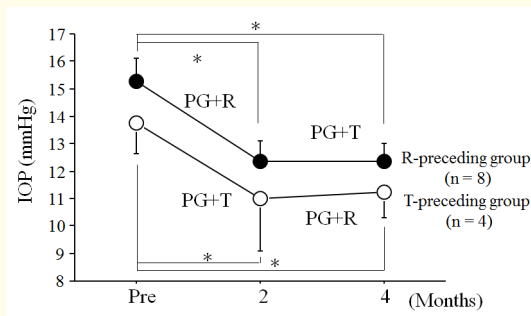 17
16
15
14
13
12
11
10
9
8
IOP (mmHg)
*
*
PG+R
PG+T
R-preceding group
(n = 8)
PG+T
PG+R
T-preceding group
(n = 4)
*
*
Pre 2 4 (Months)